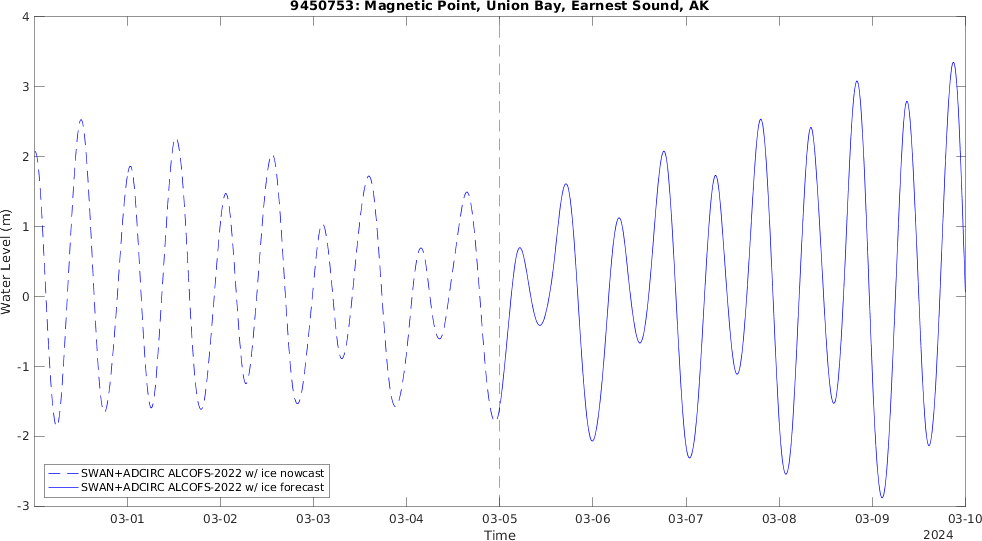 9450753: Magnetic Point, Union Bay, Earnest Sound, AK
4
3
2
1
0
-1
-2
-3
Water Level (m)
SWAN+ADCIRC ALCOFS-2022 w/ ice nowcast
SWAN+ADCIRC ALCOFS-2022 w/ ice forecast
03-01 03-02 03-03 03-04 03-05 03-06 03-07 03-08 03-09 03-10
Time
2024